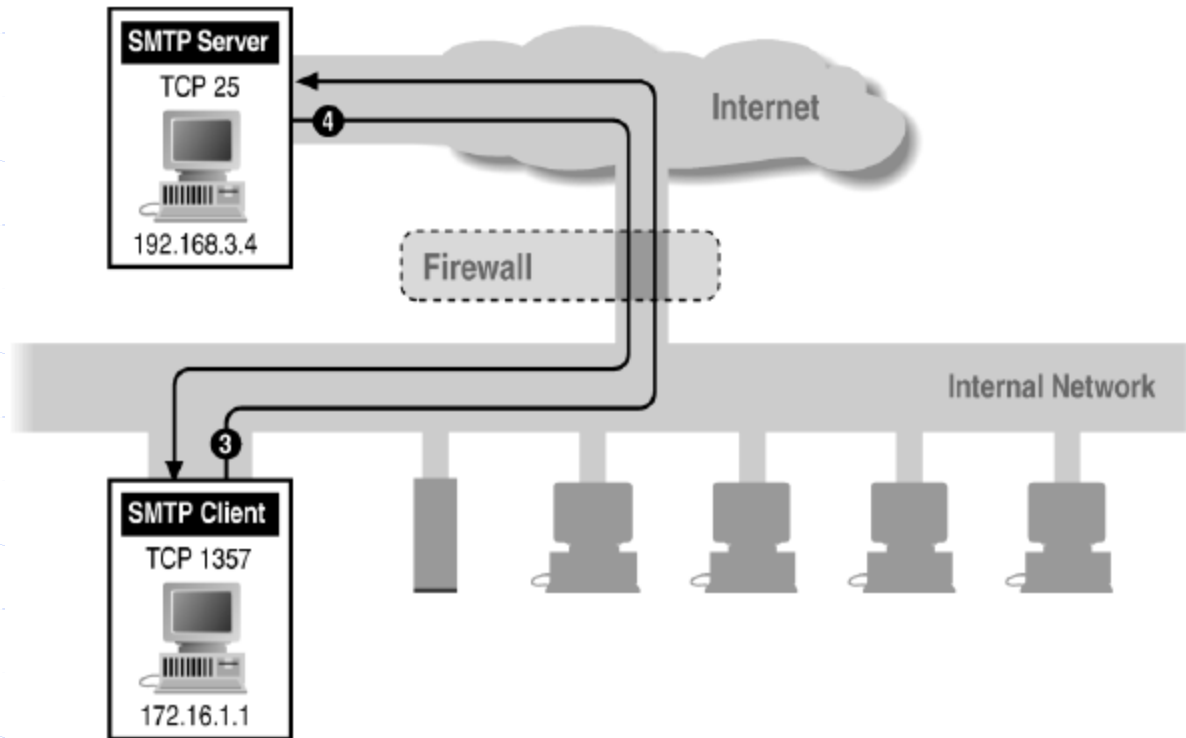 SMTP Server
TCP 25
192.168.3.4
4
Internet
Firewall
Internal Network
3
SMTP Client
TCP 1357
172.16.1.1